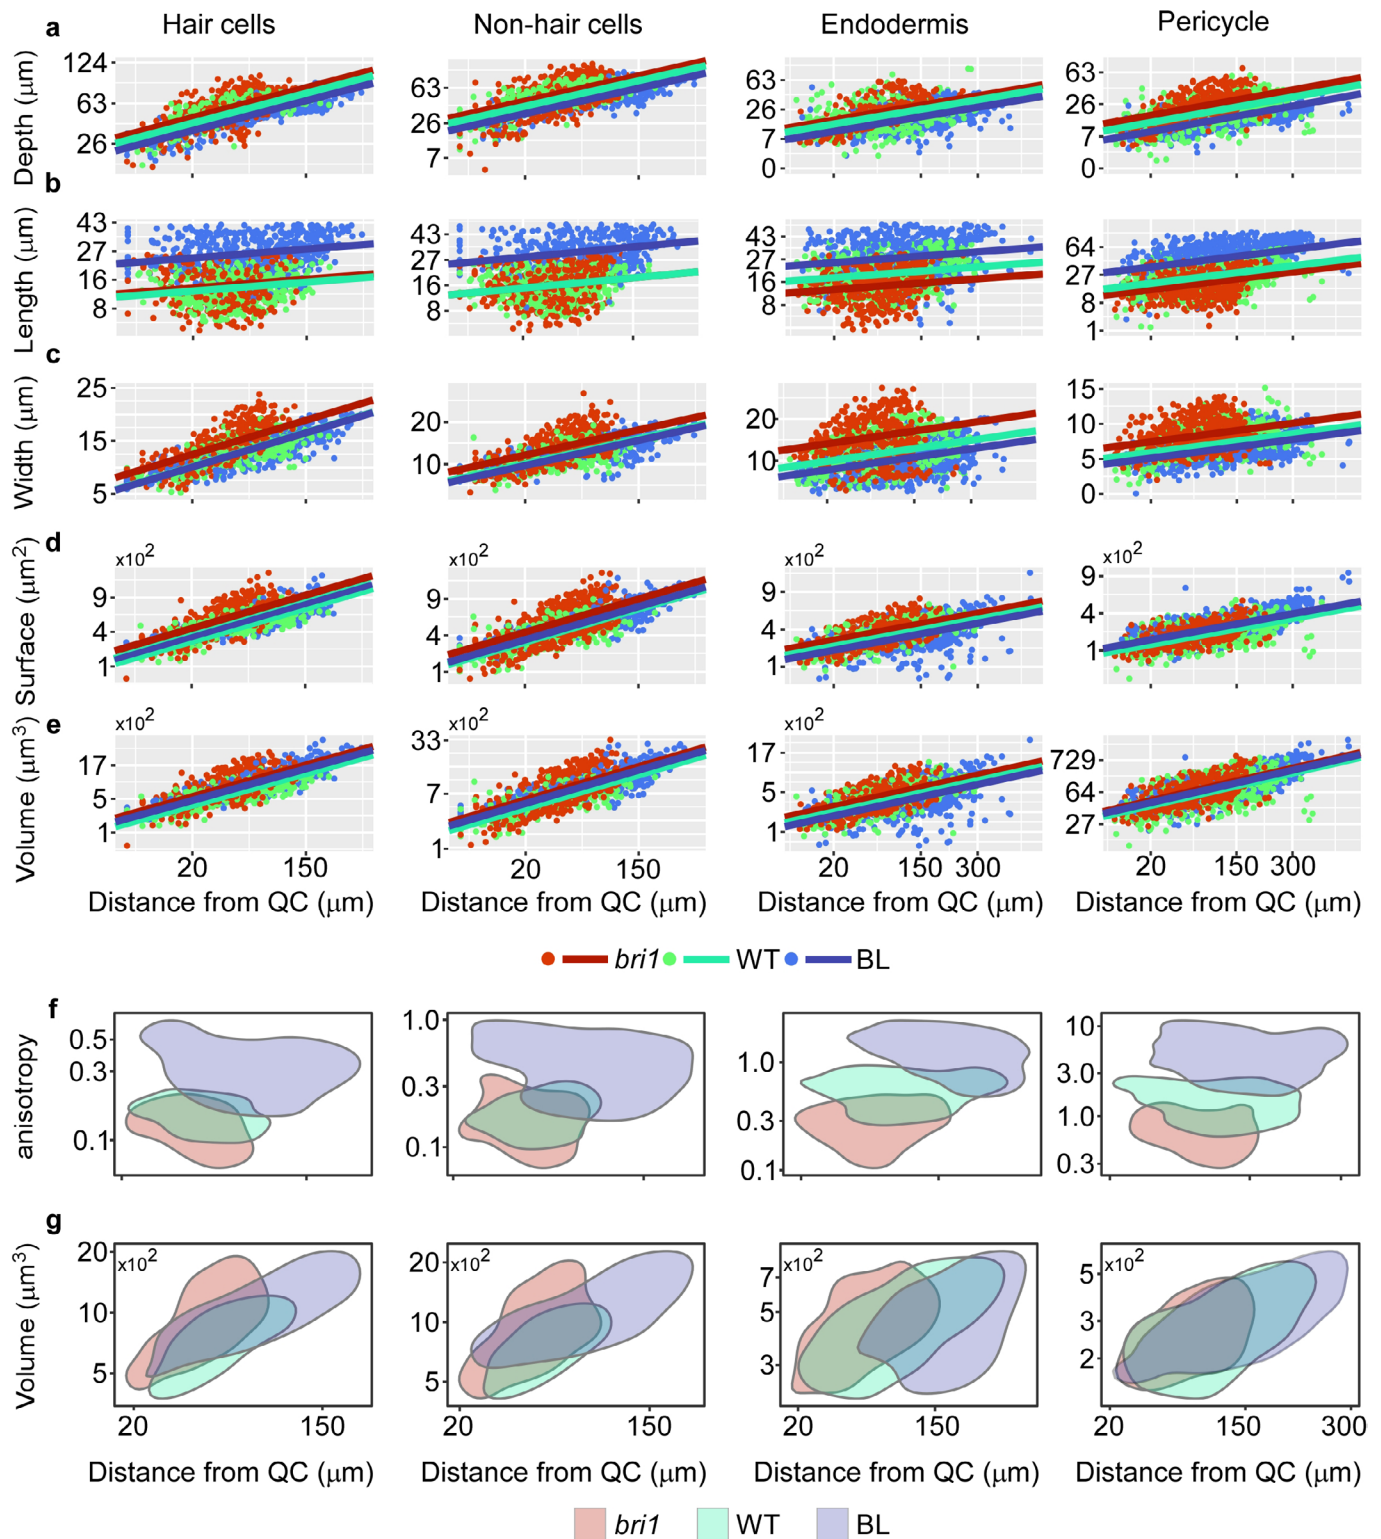 a Hair cells Non-hair cells Endodermis Pericycle
Depth (μm)
124 63 26
63 26 7
63 26 7 0
63 26 7 0
b
Length (μm)
43 27 16 8
43 27 16 8
43 27 16 8
64 27 8 1
c
Width (μm)
25 15 5
20 10
20 10
15 10 5 0
d
Surface (μm²)
x10² x10² x10² x10²
9 4 1
9 4 1
9 4 1
9 4 1
e
Volume (μm³)
x10² x10² x10²
17 5 1
33 7 1
17 5 1
729 64 27
20 150 20 150 20 150 300 20 150 300
Distance from QC (μm) Distance from QC (μm) Distance from QC (μm) Distance from QC (μm)
bri1 WT BL
f
anisotropy
0.5 0.3 0.1
1.0 0.3 0.1
1.0 0.3 0.1
10 3.0 1.0 0.3
g
Volume (μm³)
x10² x10² x10² x10²
20 10 5
20 10 5
7 5 3
5 3 2
20 150 20 150 20 150 20 150 300
Distance from QC (μm) Distance from QC (μm) Distance from QC (μm) Distance from QC (μm)
bri1 WT BL